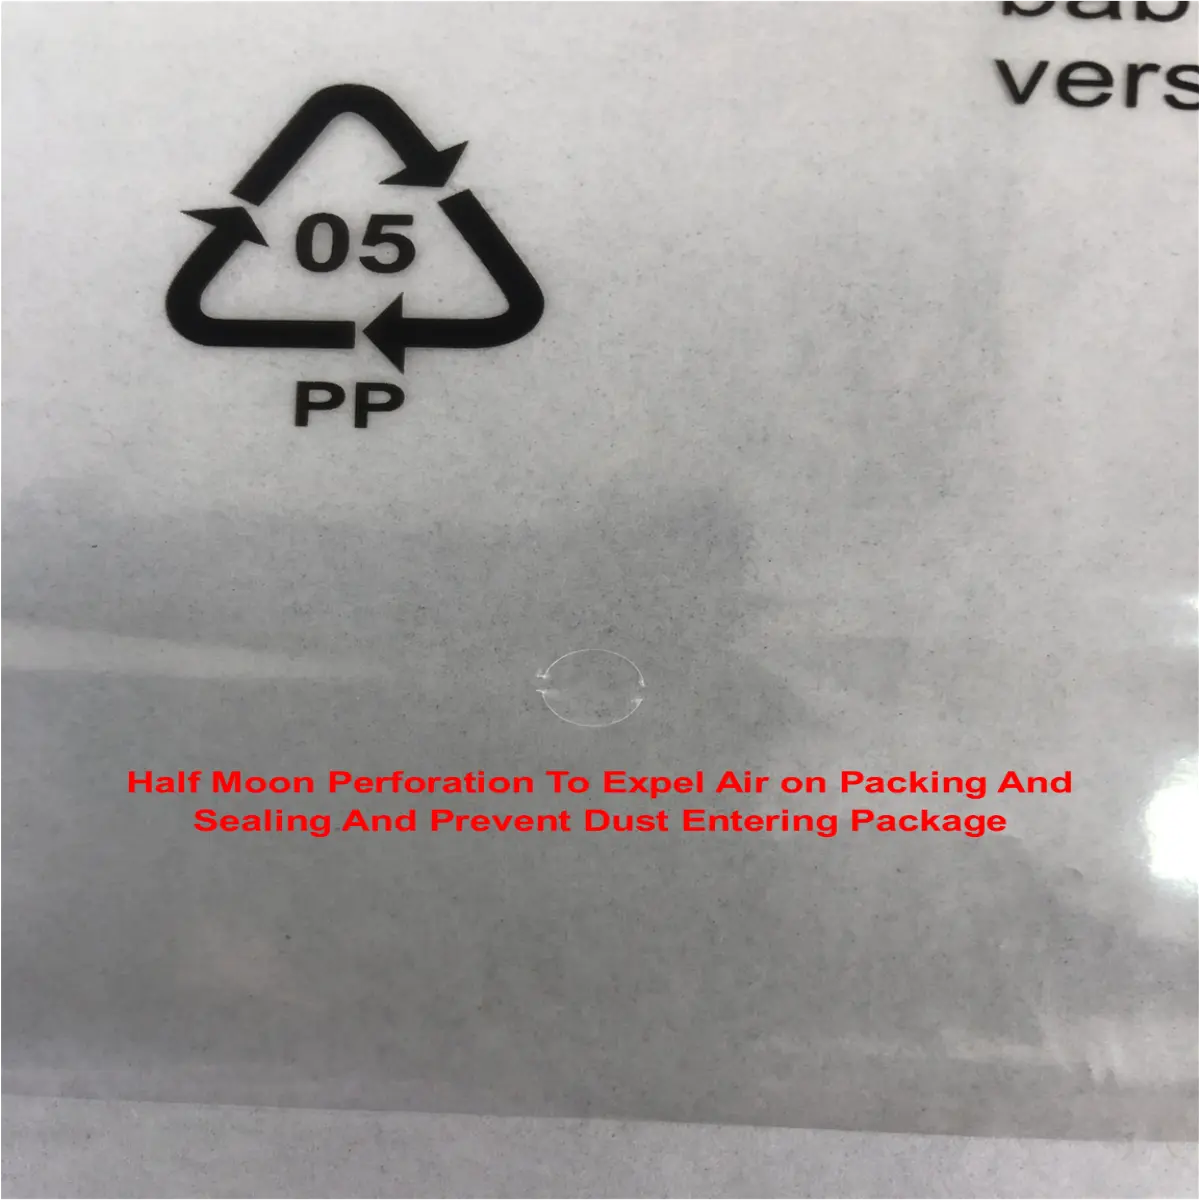 vers
05
PP
Half Moon Perforation To Expel Air on Packing And
Sealing And Prevent Dust Entering Package